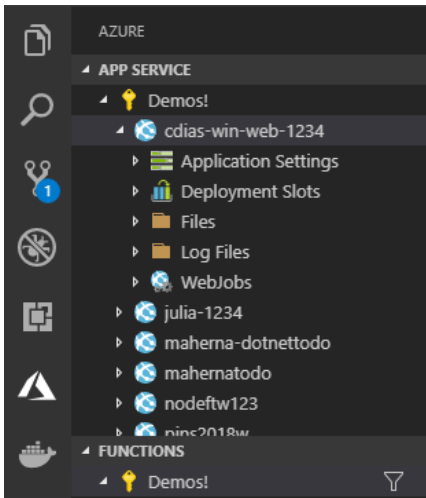 AZURE
APP SERVICE
Demos!
cdias-win-web-1234
Application Settings
Deployment Slots
Files
Log Files
WebJobs
julia-1234
maherna-dotnettodo
mahernatodo
nodeftw123
pins2018w
FUNCTIONS
1
Demos!